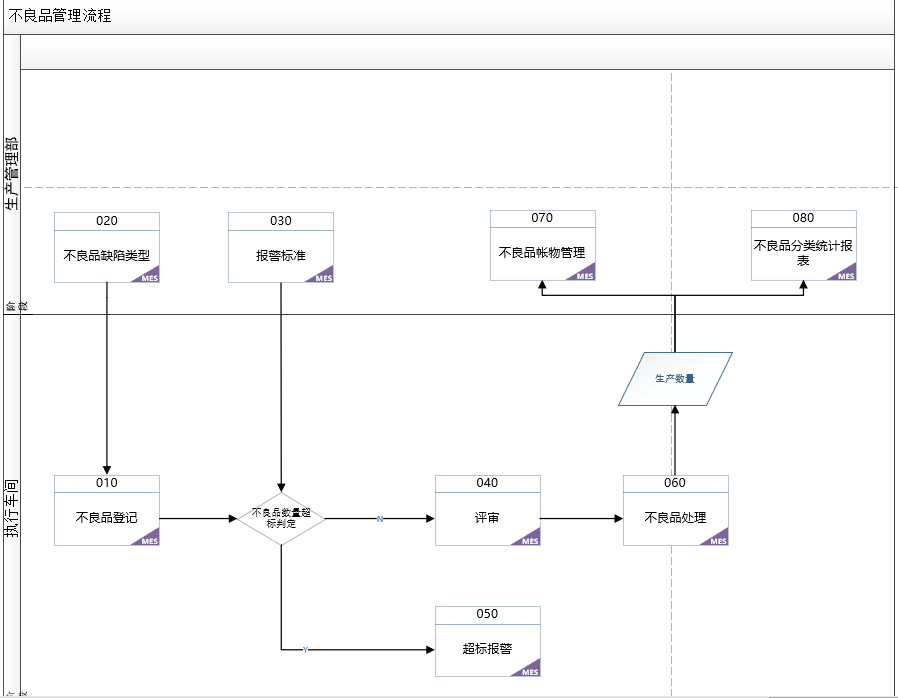 不良品管理流程
生产管理部
020
不良品缺陷类型
MES
030
报警标准
MES
070
不良品帐物管理
MES
080
不良品分类统计报
表
MES
阶
段
生产数量
执行车间
010
不良品登记
MES
不良品数量超
标判定
N
040
评审
MES
060
不良品处理
MES
Y
050
超标报警
MES